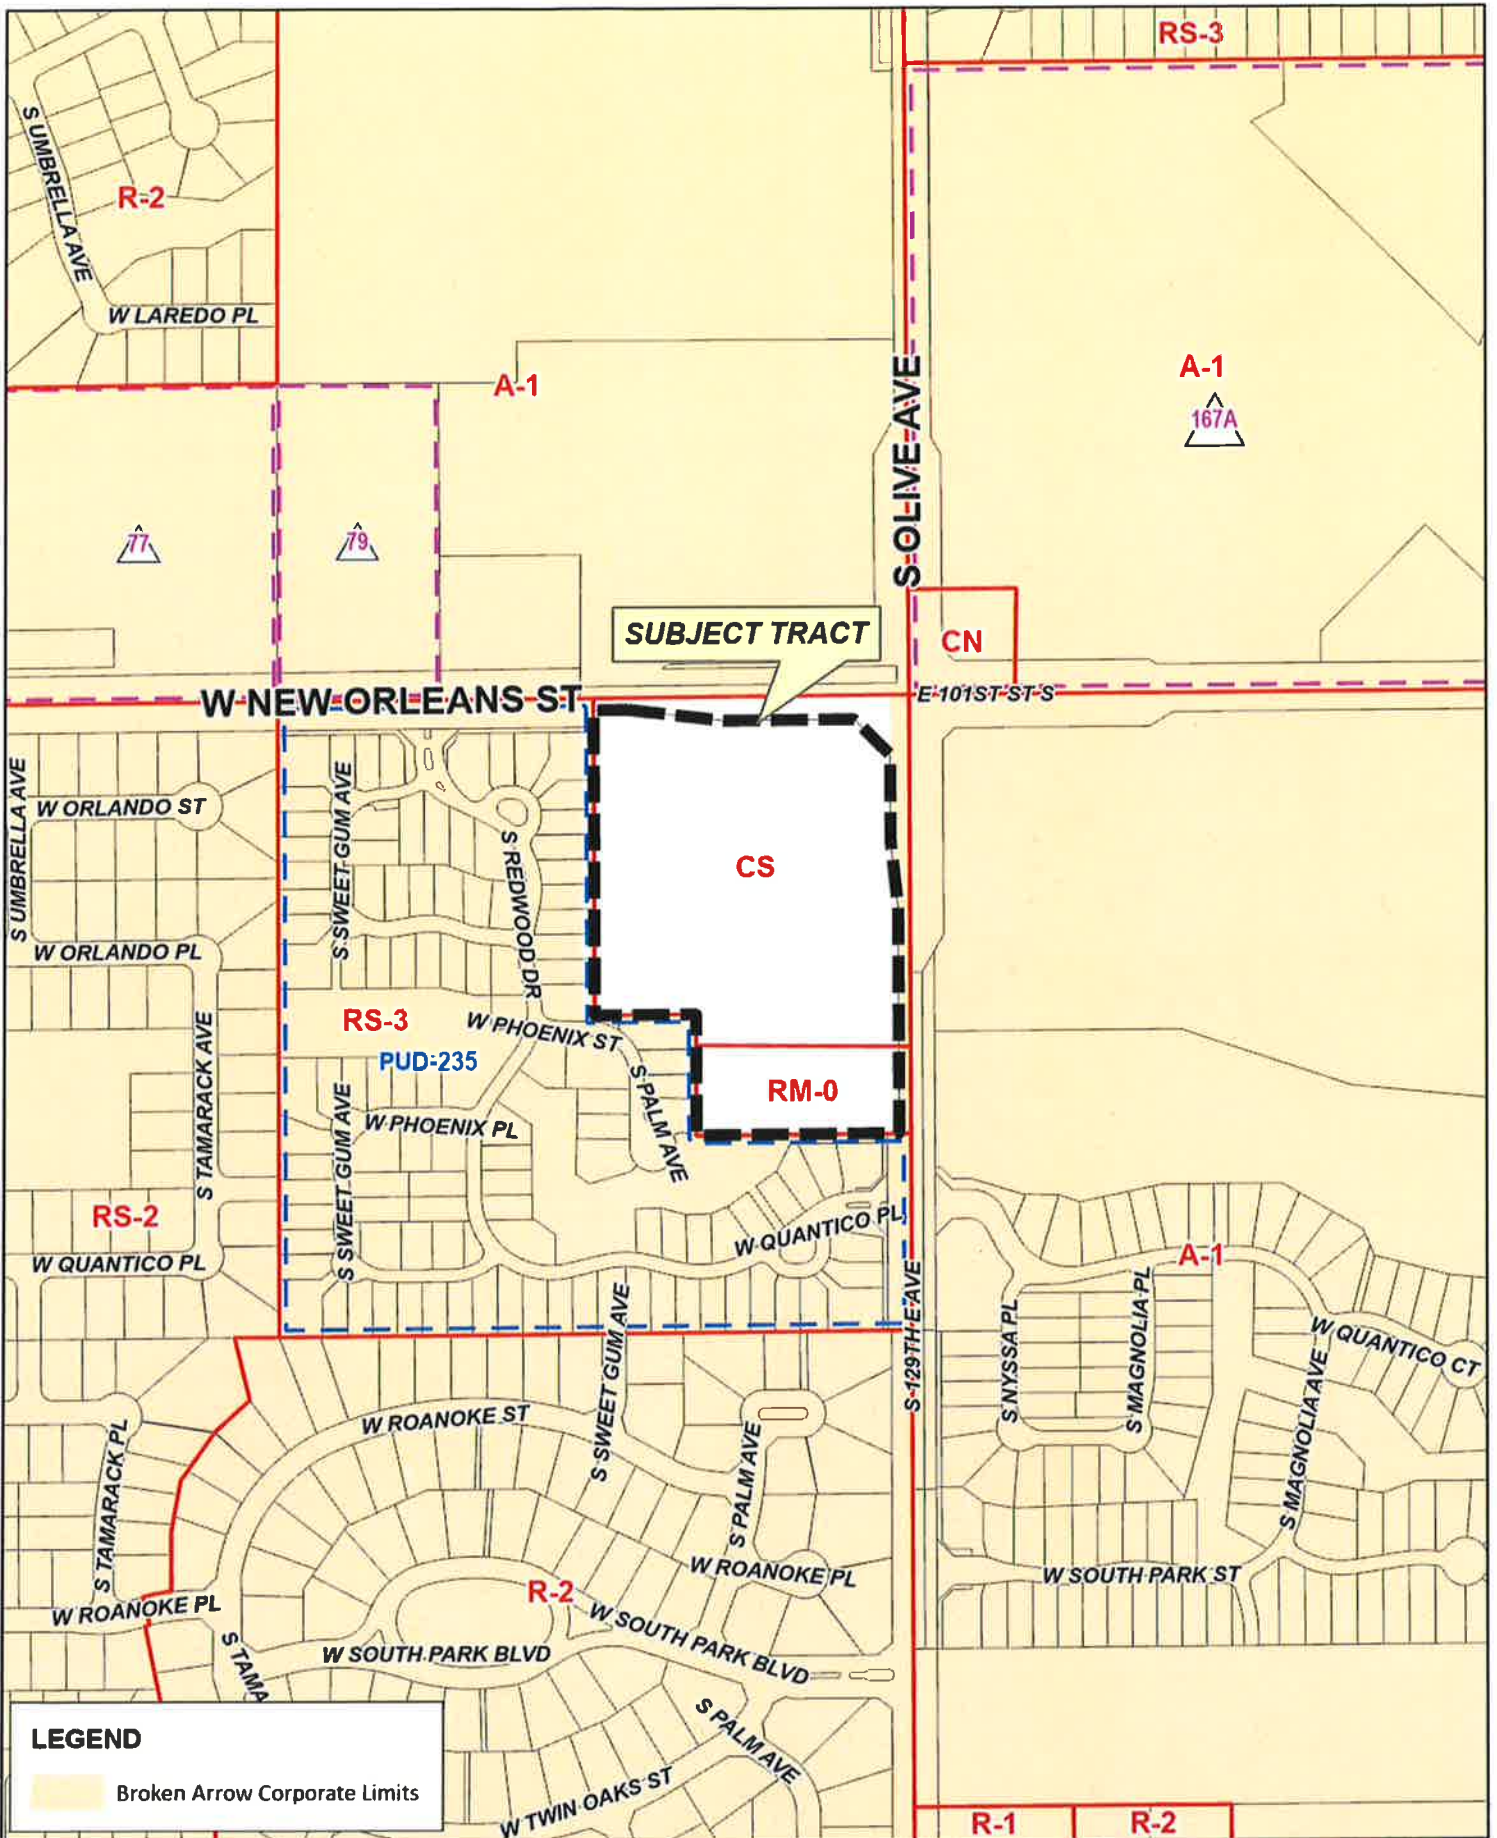 RS-3
S UMBRELLA AVE
R-2
W LAREDO PL
A-1
A-1
167A
S OLIVE AVE
77
79
SUBJECT TRACT
CN
W NEW ORLEANS ST
E 101ST ST S
S UMBRELLA AVE
W ORLANDO ST
S SWEET GUM AVE
S REDWOOD DR
CS
W ORLANDO PL
S TAMARACK AVE
RS-3
W PHOENIX ST
PUD-235
S PALM AVE
RM-0
S SWEET GUM AVE
W PHOENIX PL
RS-2
W QUANTICO PL
W QUANTICO PL
A-1
S 129TH E AVE
S NYSSA PL
S MAGNOLIA PL
W QUANTICO CT
S MAGNOLIA AVE
S SWEET GUM AVE
W ROANOKE ST
S TAMARACK PL
S PALM AVE
W ROANOKE PL
W SOUTH PARK ST
R-2
W ROANOKE PL
W SOUTH PARK BLVD
W SOUTH PARK BLVD
S TAMA
S PALM AVE
LEGEND
Broken Arrow Corporate Limits
W TWIN OAKS ST
R-1
R-2